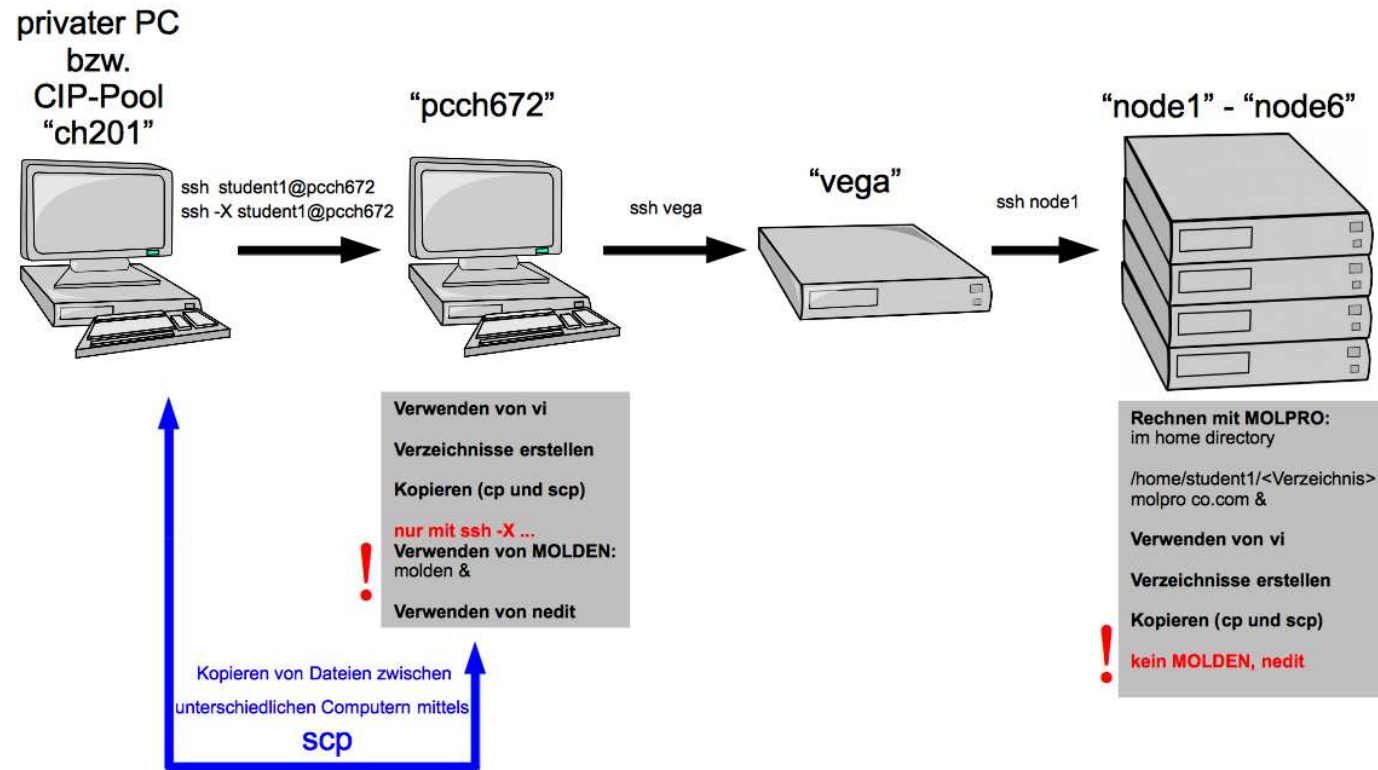 privater PC
bzw.
CIP-Pool
“ch201”
ssh student1@pcch672
ssh -X student1@pcch672
“pcch672”
ssh vega
“vega”
ssh node1
“node1” - “node6”
Verwenden von vi
Verzeichnisse erstellen
Kopieren (cp und scp)
nur mit ssh -X ...
! Verwenden von MOLDEN:
molden &
Verwenden von nedit
Rechnen mit MOLPRO:
im home directory
/home/student1/<Verzeichnis>
molpro co.com &
Verwenden von vi
Verzeichnisse erstellen
Kopieren (cp und scp)
! kein MOLDEN, nedit
Kopieren von Dateien zwischen
unterschiedlichen Computern mittels
scp